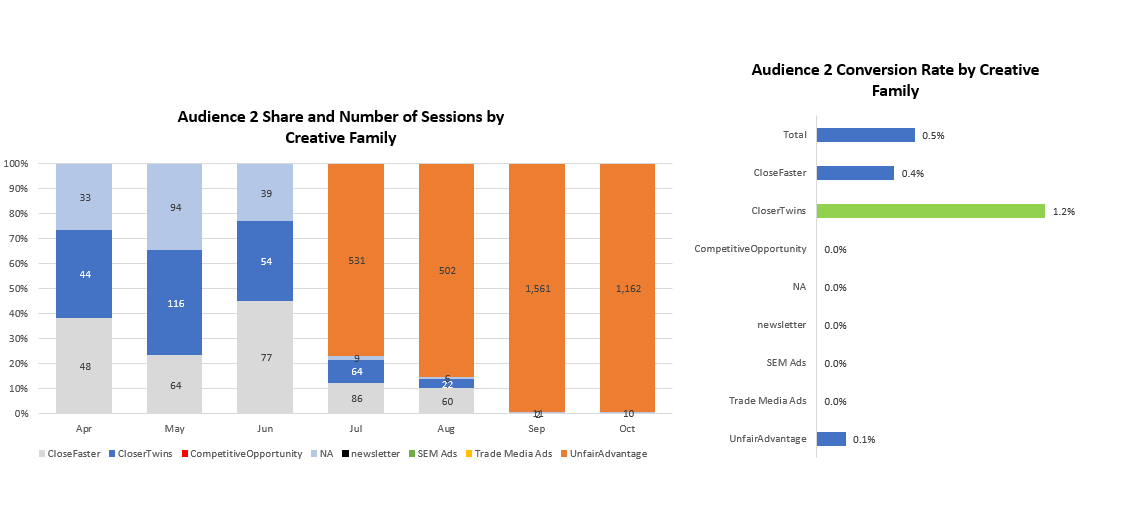 Audience 2 Share and Number of Sessions by
Creative Family
100%
90%
80%
70%
60%
50%
40%
30%
20%
10%
0%
33 94 39
44 116 54
48 64 77
531 502 1,561 1,162
9 6
64 22
86 60
11 10
Apr May Jun Jul Aug Sep Oct
CloseFaster CloserTwins CompetitiveOpportunity NA newsletter SEM Ads Trade Media Ads UnfairAdvantage
Audience 2 Conversion Rate by Creative
Family
Total 0.5%
CloseFaster 0.4%
CloserTwins 1.2%
CompetitiveOpportunity 0.0%
NA 0.0%
newsletter 0.0%
SEM Ads 0.0%
Trade Media Ads 0.0%
UnfairAdvantage 0.1%